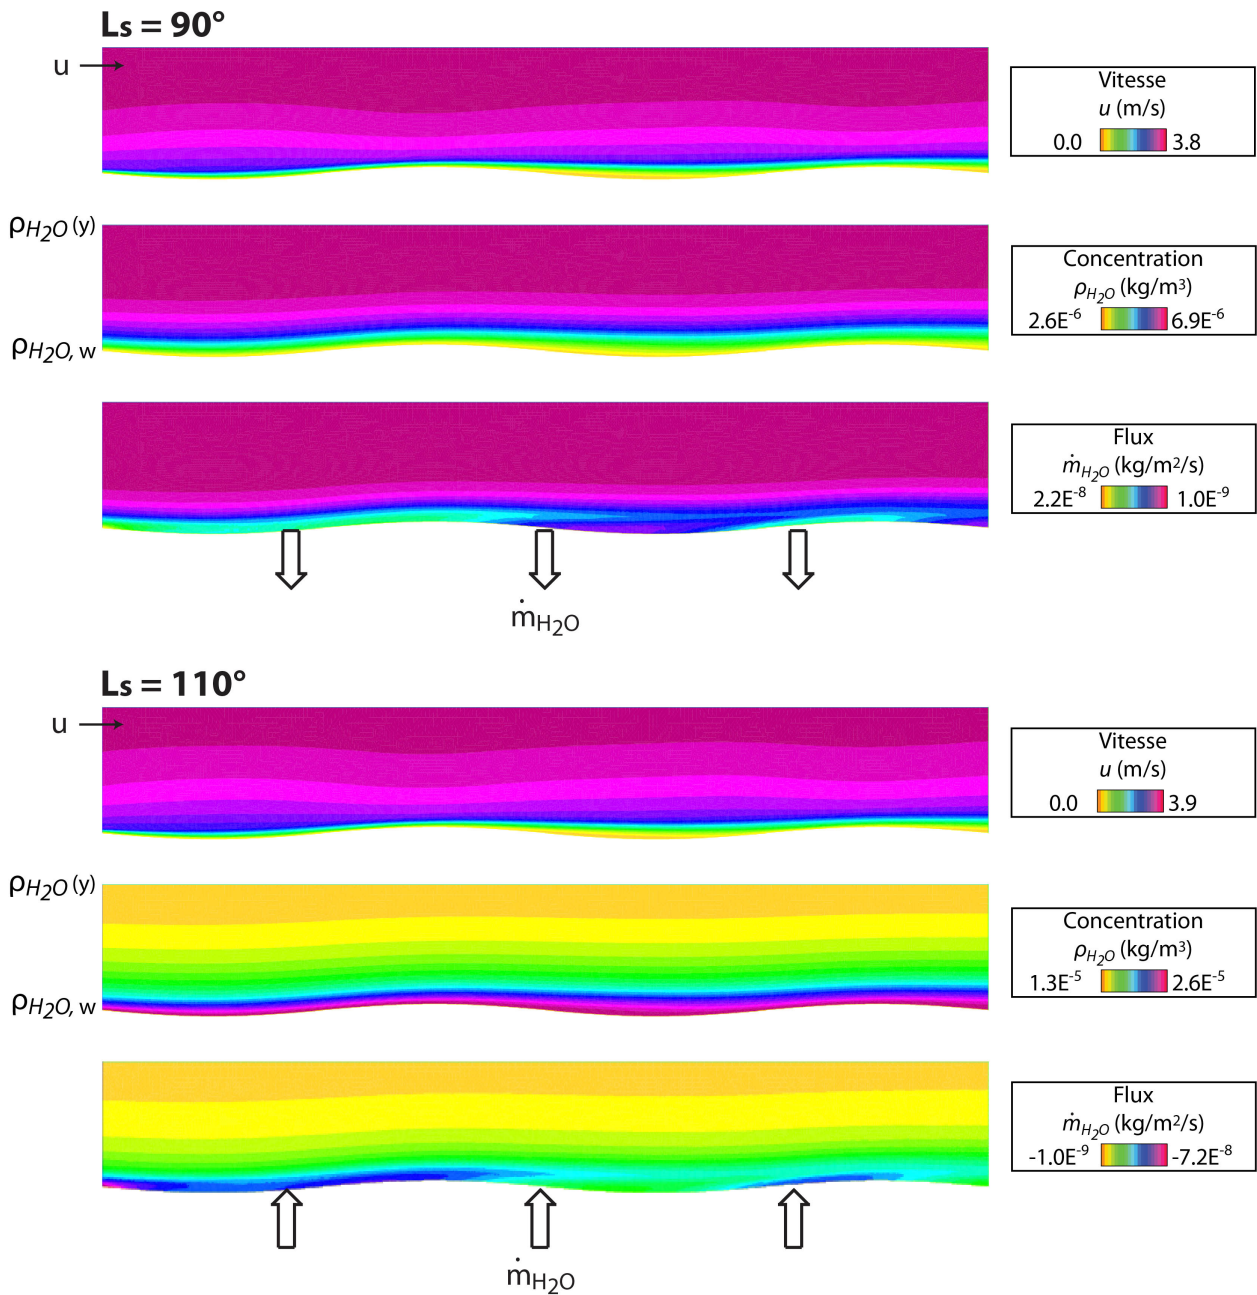 Ls = 90°
u
Vitesse
u (m/s)
0.0 3.8
ρH2O (y)
ρH2O, w
Concentration
ρH2O (kg/m3)
2.6E-6 6.9E-6
Flux
ṁH2O (kg/m2/s)
2.2E-8 1.0E-9
ṁH2O
Ls = 110°
u
Vitesse
u (m/s)
0.0 3.9
ρH2O (y)
ρH2O, w
Concentration
ρH2O (kg/m3)
1.3E-5 2.6E-5
Flux
ṁH2O (kg/m2/s)
-1.0E-9 -7.2E-8
ṁH2O